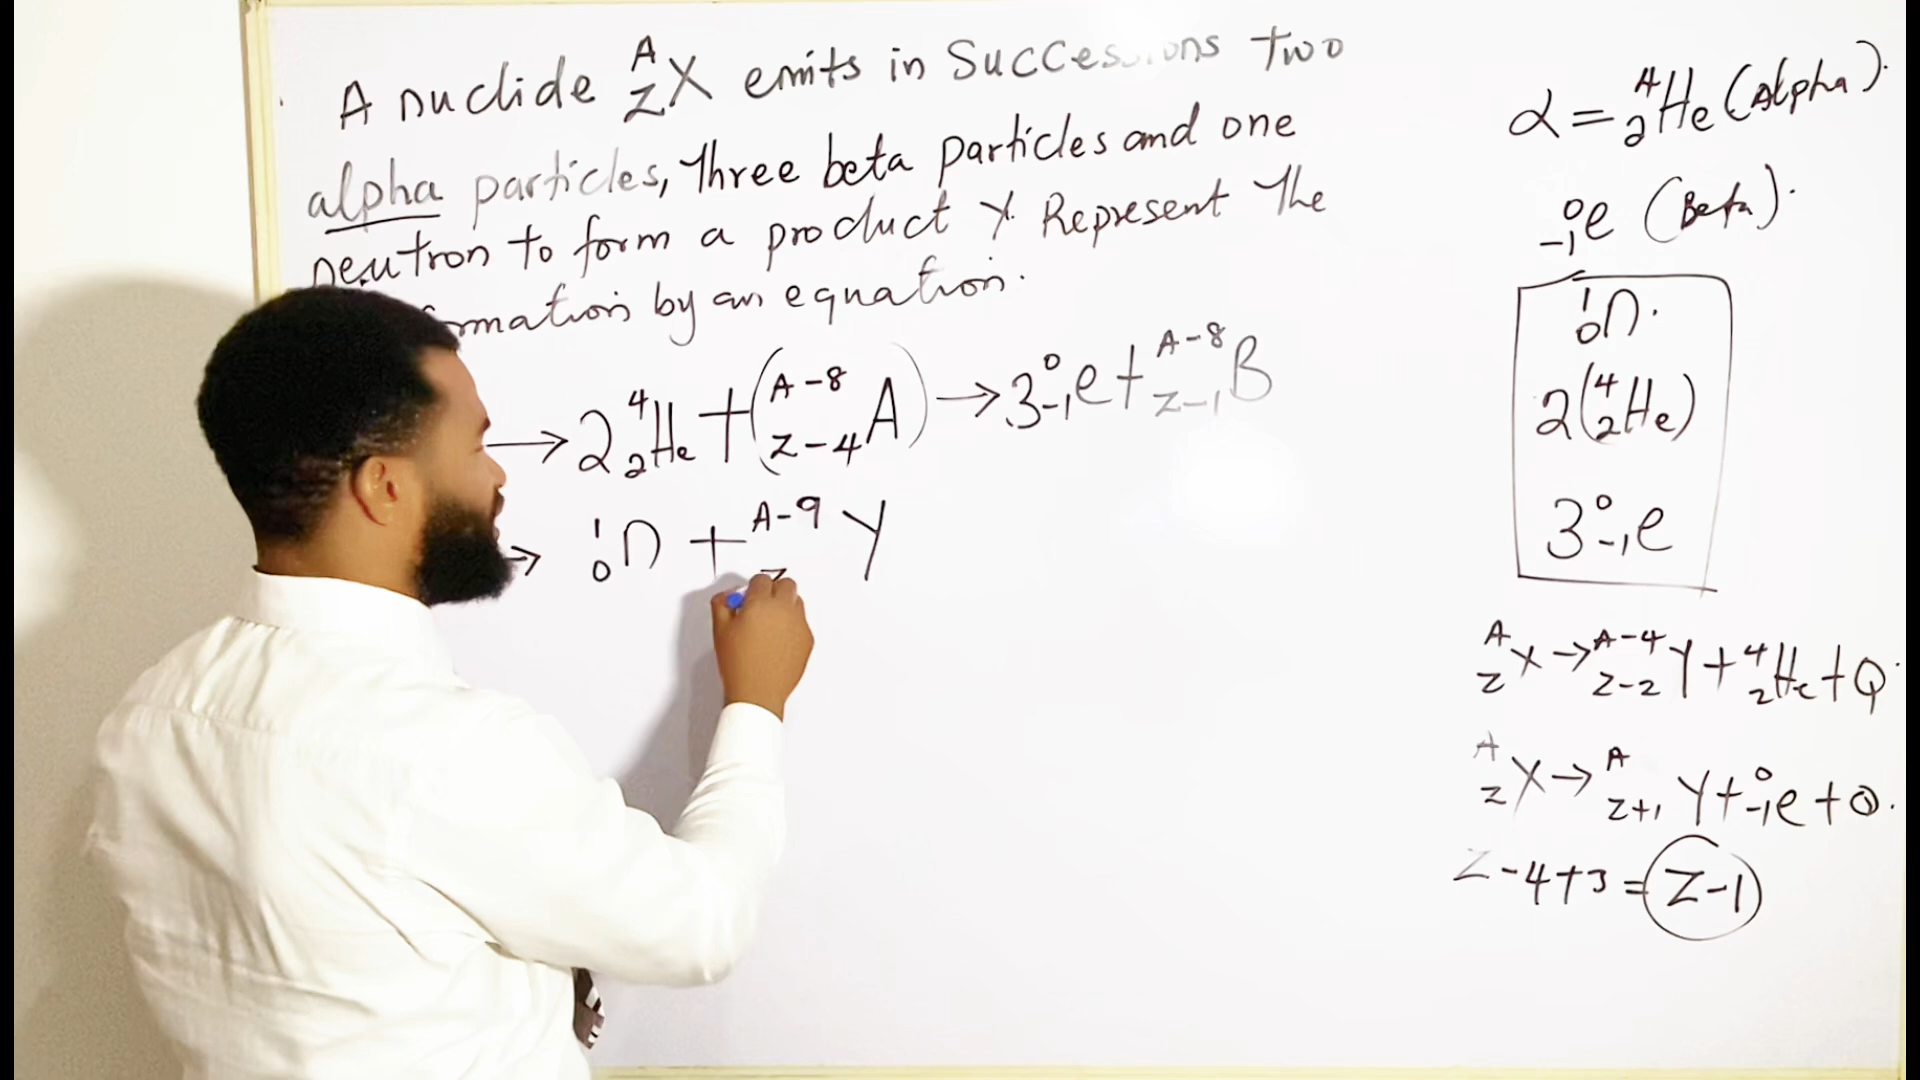 A nuclide ᴬ_Z X emits in Successions Two
alpha particles, Three beta particles and one
neutron to form a product Y. Represent The
by an equation.
→ 2 ⁴₂He + (ᴬ⁻⁸_Z₋₄ A) → 3 ⁰₋₁e + ᴬ⁻⁸_Z₋₁ B
→ ¹₀n + ᴬ⁻⁹_Z Y
α = ⁴₂He (Alpha).
⁰₋₁e (Beta).
¹₀n.
2(⁴₂He)
3 ⁰₋₁e
ᴬ_Z X → ᴬ⁻⁴_Z₋₂ Y + ⁴₂He + Q.
ᴬ_Z X → ᴬ_Z₊₁ Y + ⁰₋₁e + Q.
Z - 4 + 3 = Z - 1